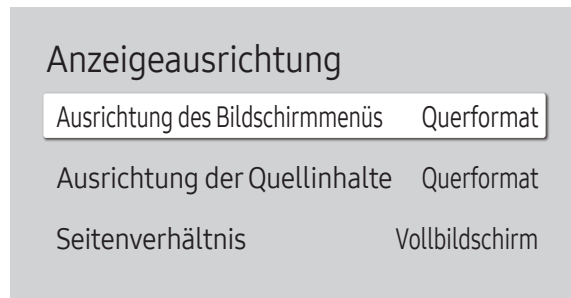 Anzeigeausrichtung
Ausrichtung des Bildschirmmenüs Querformat
Ausrichtung der Quellinhalte Querformat
Seitenverhältnis Vollbildschirm